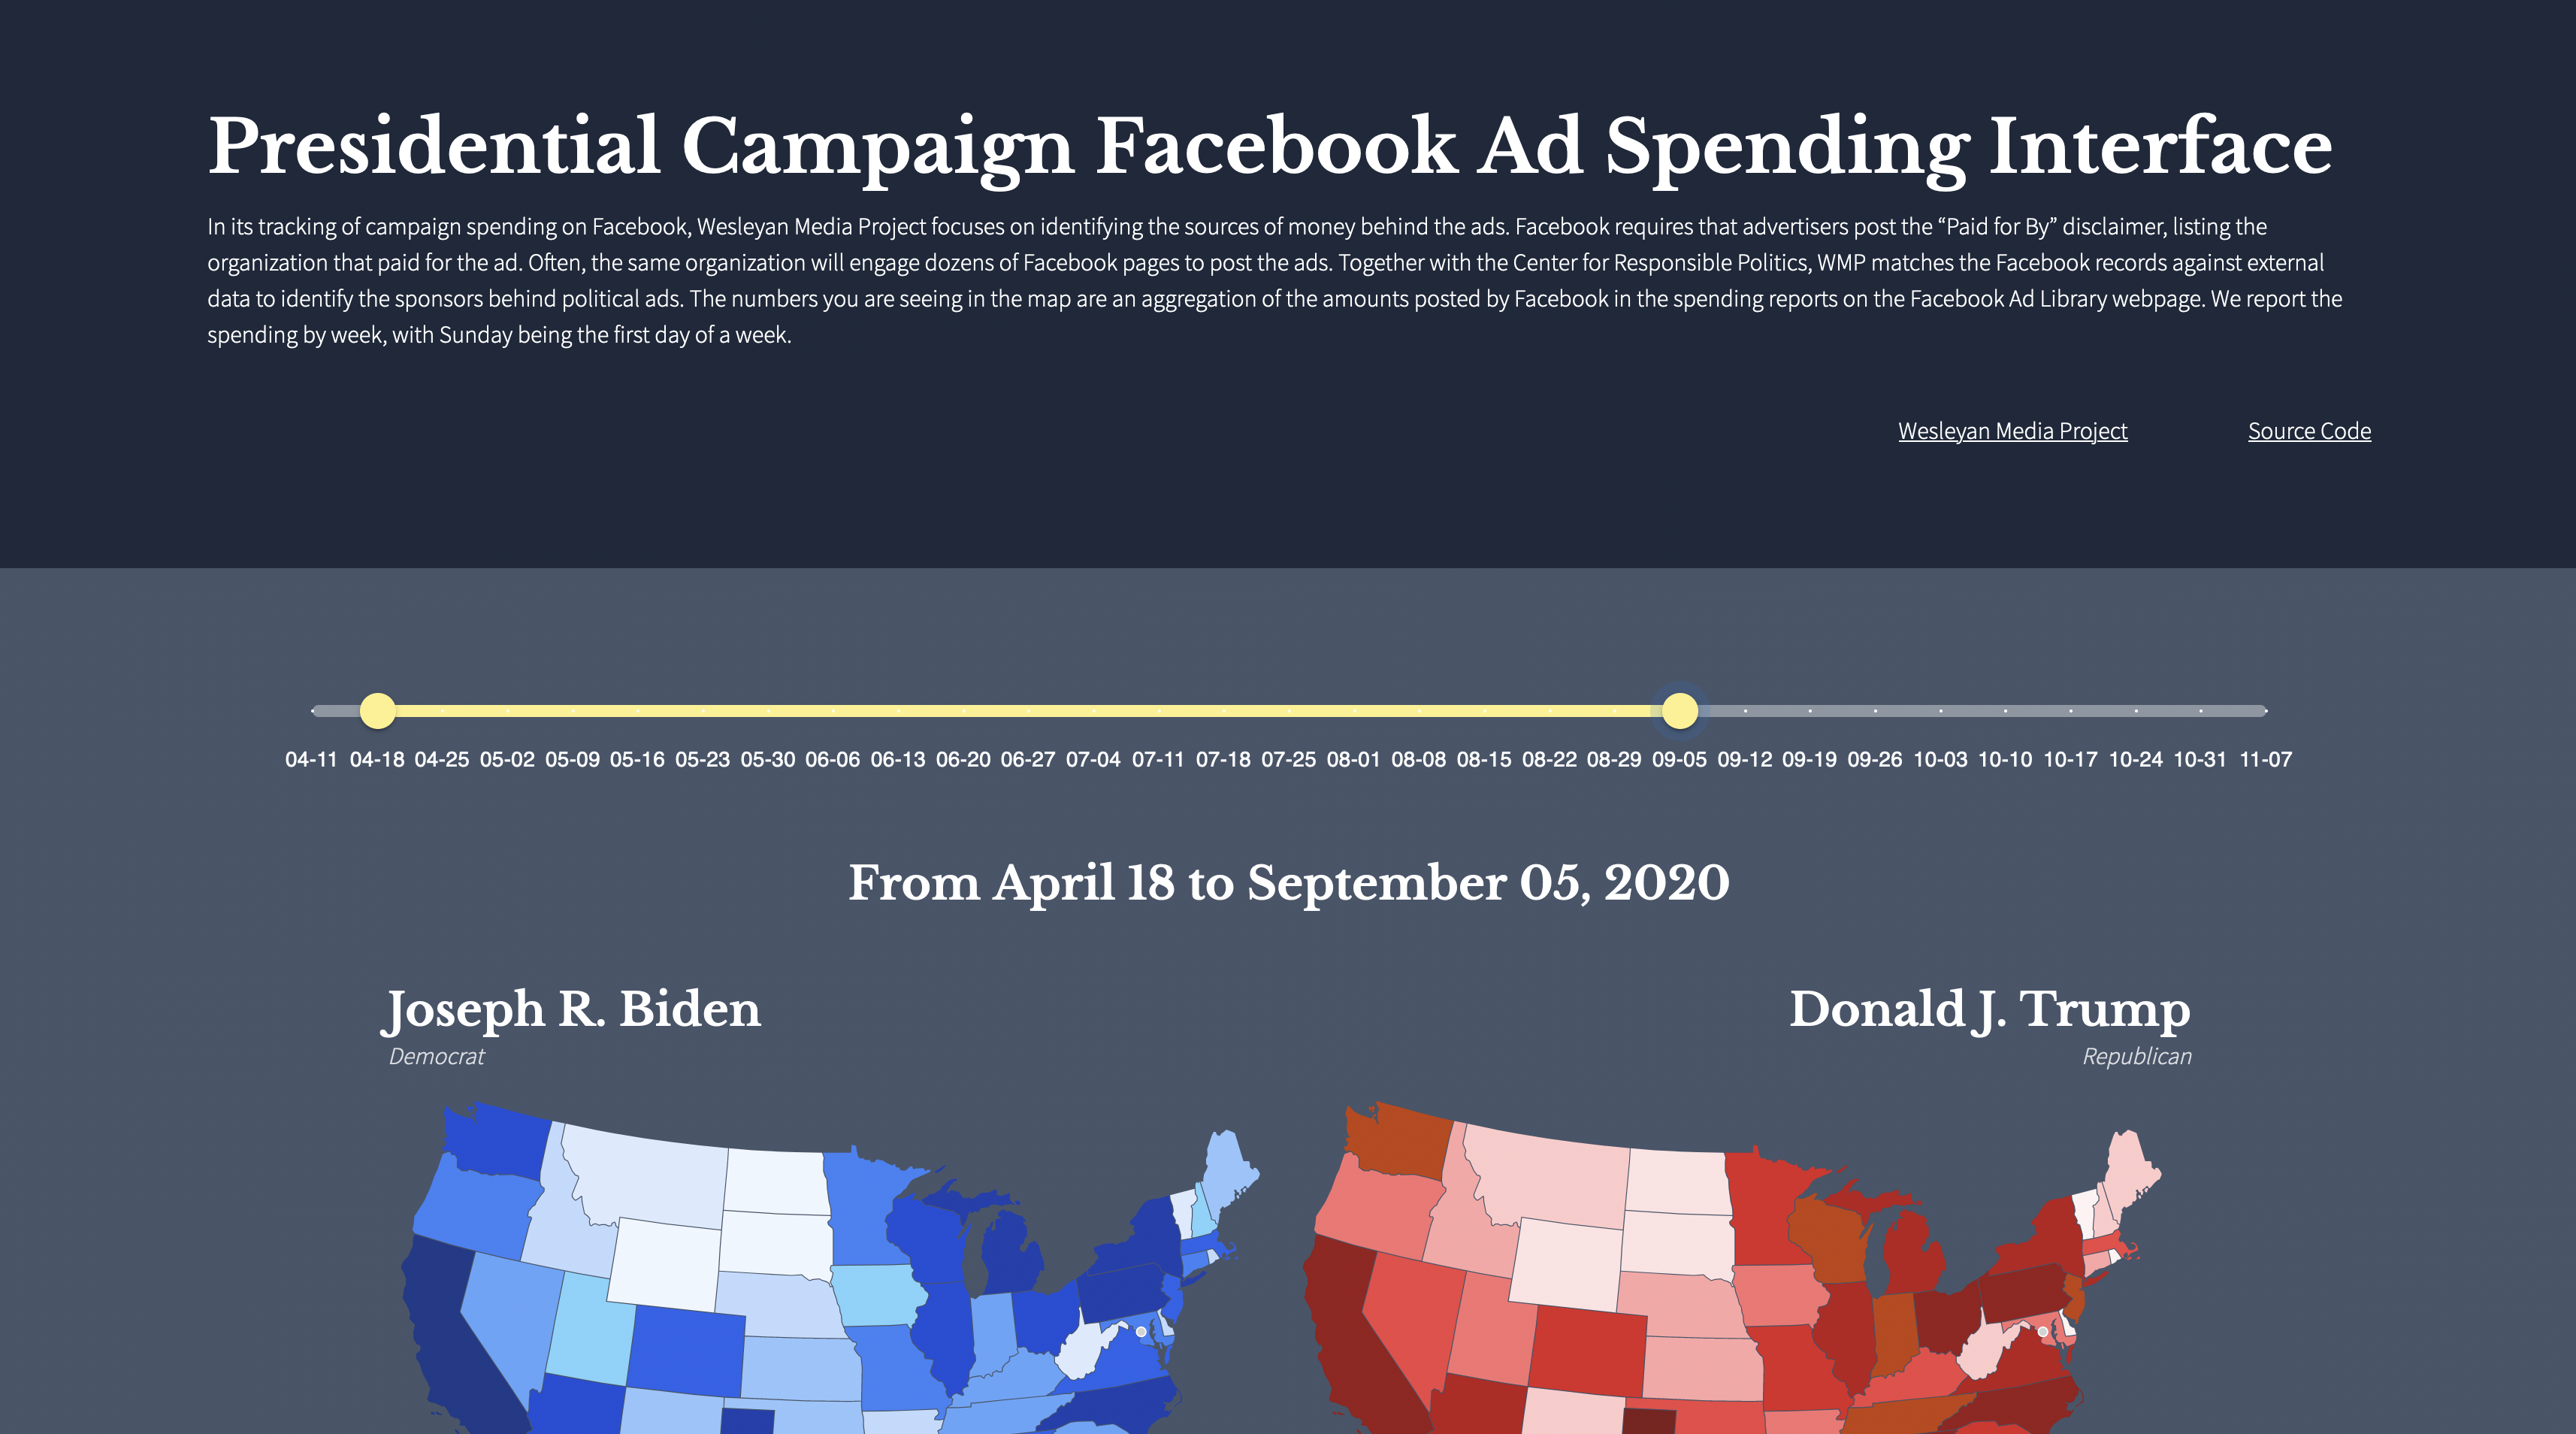 Presidential Campaign Facebook Ad Spending Interface
In its tracking of campaign spending on Facebook, Wesleyan Media Project focuses on identifying the sources of money behind the ads. Facebook requires that advertisers post the “Paid for By” disclaimer, listing the
organization that paid for the ad. Often, the same organization will engage dozens of Facebook pages to post the ads. Together with the Center for Responsible Politics, WMP matches the Facebook records against external
data to identify the sponsors behind political ads. The numbers you are seeing in the map are an aggregation of the amounts posted by Facebook in the spending reports on the Facebook Ad Library webpage. We report the
spending by week, with Sunday being the first day of a week.
Wesleyan Media Project Source Code
04-11 04-18 04-25 05-02 05-09 05-16 05-23 05-30 06-06 06-13 06-20 06-27 07-04 07-11 07-18 07-25 08-01 08-08 08-15 08-22 08-29 09-05 09-12 09-19 09-26 10-03 10-10 10-17 10-24 10-31 11-07
From April 18 to September 05, 2020
Joseph R. Biden Donald J. Trump
Democrat Republican